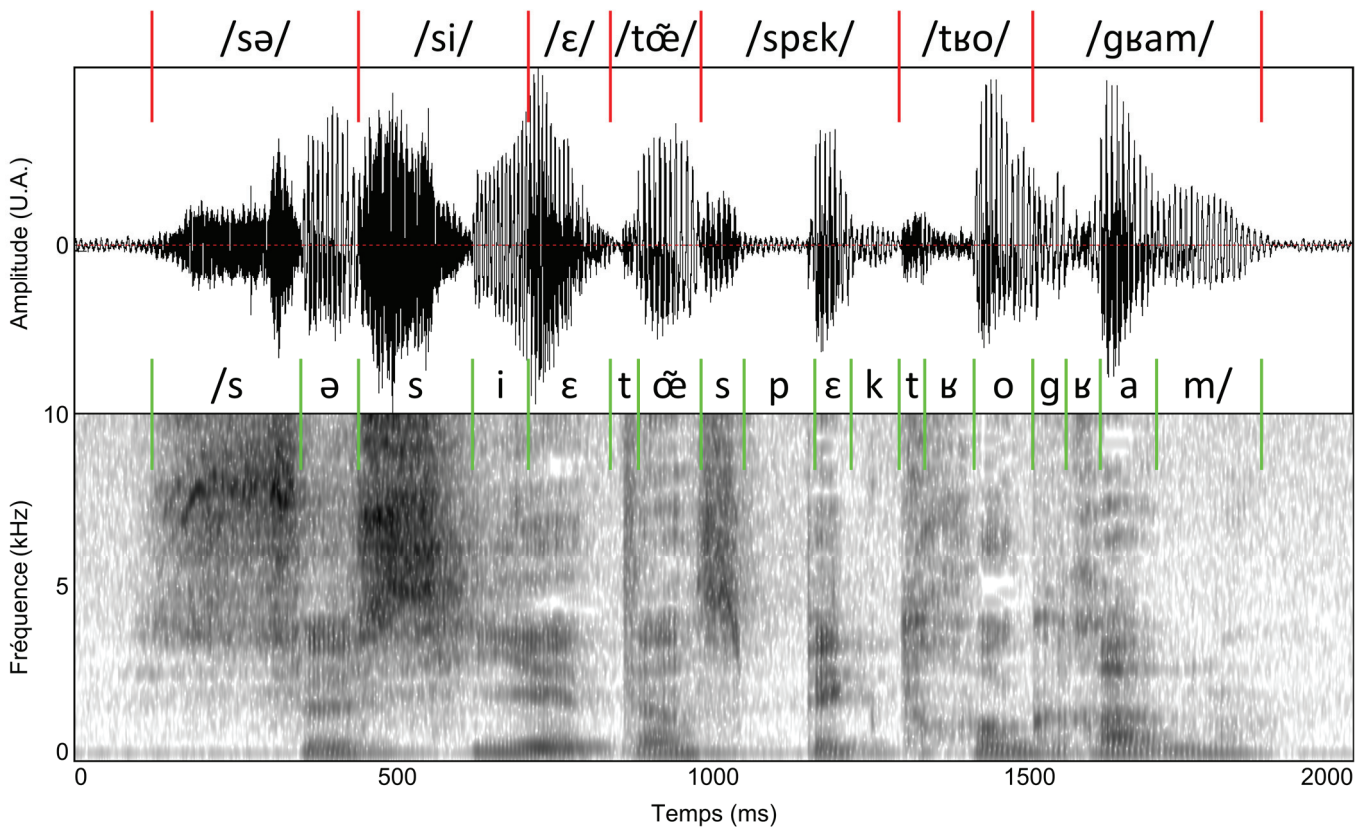 /sə/ /si/ /ɛ/ /tœ̃/ /spɛk/ /tʁo/ /gʁam/
Amplitude (U.A.)
0
/s ə s i ɛ t œ̃ s p ɛ k t ʁ o g ʁ a m/
Fréquence (kHz)
10
5
0
0 500 1000 1500 2000
Temps (ms)